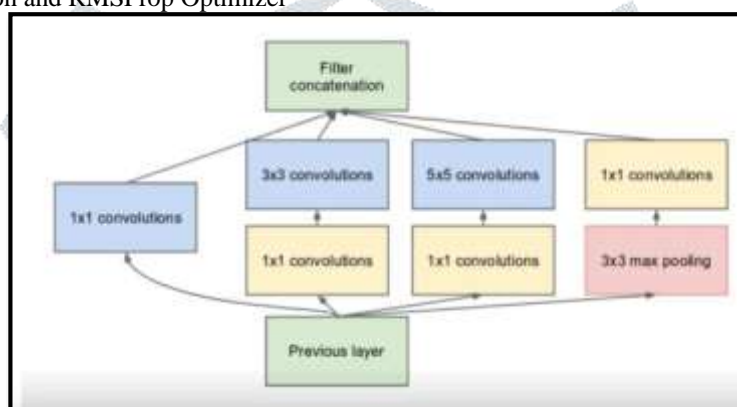 on and RMSProp Optimizer
Filter
concatenation
3x3 convolutions
5x5 convolutions
1x1 convolutions
1x1 convolutions
1x1 convolutions
1x1 convolutions
3x3 max pooling
Previous layer